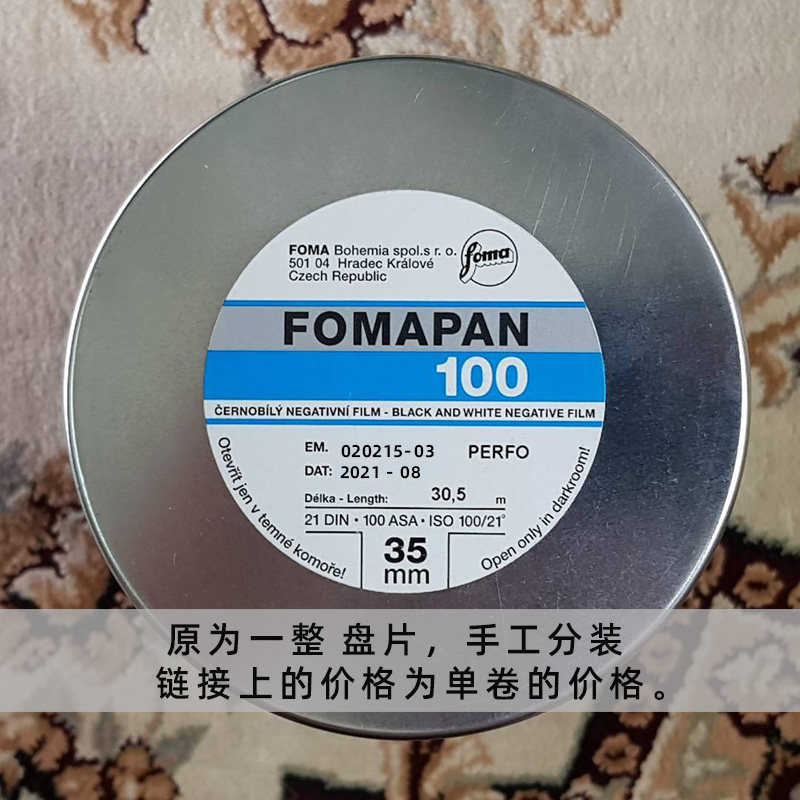 FOMA Bohemia spol.s r. o.
501 04 Hradec Králové
Czech Republic
foma
FOMAPAN
100
ČERNOBÍLÝ NEGATIVNÍ FILM - BLACK AND WHITE NEGATIVE FILM
EM. 020215-03 PERFO
DAT: 2021 - 08
Délka - Length: 30,5 m
21 DIN • 100 ASA • ISO 100/21°
35
mm
Otevřít jen v temné komoře!
Open only in darkroom!
原为一整 盘片，手工分装
链接上的价格为单卷的价格。